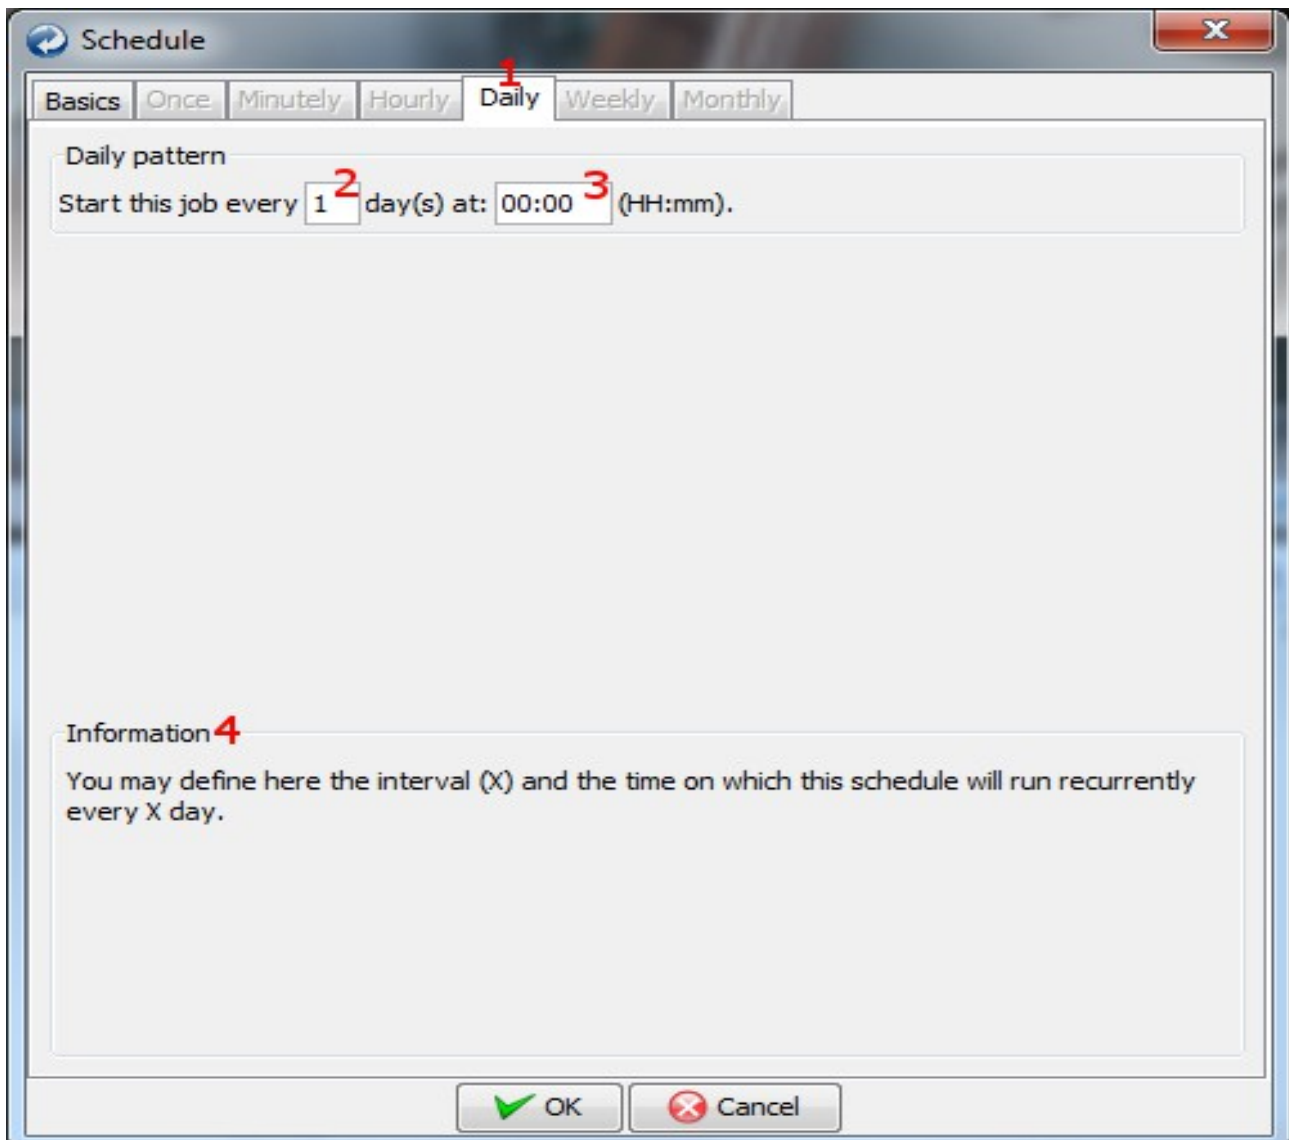 Schedule
1
Basics Once Minutely Hourly Daily Weekly Monthly
Daily pattern
2 3
Start this job every 1 day(s) at: 00:00 (HH:mm).
Information 4
You may define here the interval (X) and the time on which this schedule will run recurrently
every X day.
OK Cancel